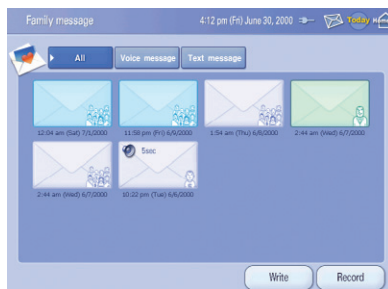 Family message 4:12 pm (Fri) June 30, 2000 Today
All Voice message Text message
5sec
12:04 am (Sat) 7/1/2000 11:58 pm (Fri) 6/9/2000 1:54 am (Thu) 6/8/2000 2:44 am (Wed) 6/7/2000
2:44 am (Wed) 6/7/2000 10:22 pm (Tue) 6/6/2000
Write Record